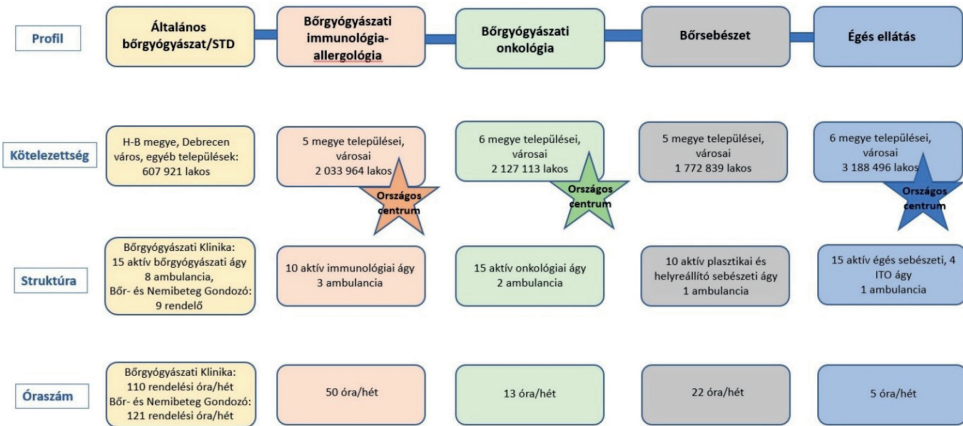 Profil
Általános
bőrgyógyászat/STD
Bőrgyógyászati
immunológia-
allergológia
Bőrgyógyászati
onkológia
Bőrsebészet
Égés ellátás
Kötelezettség
H-B megye, Debrecen
város, egyéb települések:
607 921 lakos
5 megye települései,
városai
2 033 964 lakos
Országos
centrum
6 megye települései,
városai
2 127 113 lakos
Országos
centrum
5 megye települései,
városai
1 772 839 lakos
6 megye települései,
városai
3 188 496 lakos
Országos
centrum
Struktúra
Bőrgyógyászati Klinika:
15 aktív bőrgyógyászati ágy
8 ambulancia,
Bőr- és Nemibeteg Gondozó:
9 rendelő
10 aktív immunológiai ágy
3 ambulancia
15 aktív onkológiai ágy
2 ambulancia
10 aktív plasztikai és
helyreállító sebészeti ágy
1 ambulancia
15 aktív égés sebészeti, 4
ITO ágy
1 ambulancia
Óraszám
Bőrgyógyászati Klinika:
110 rendelési óra/hét
Bőr- és Nemibeteg Gondozó:
121 rendelési óra/hét
50 óra/hét
13 óra/hét
22 óra/hét
5 óra/hét